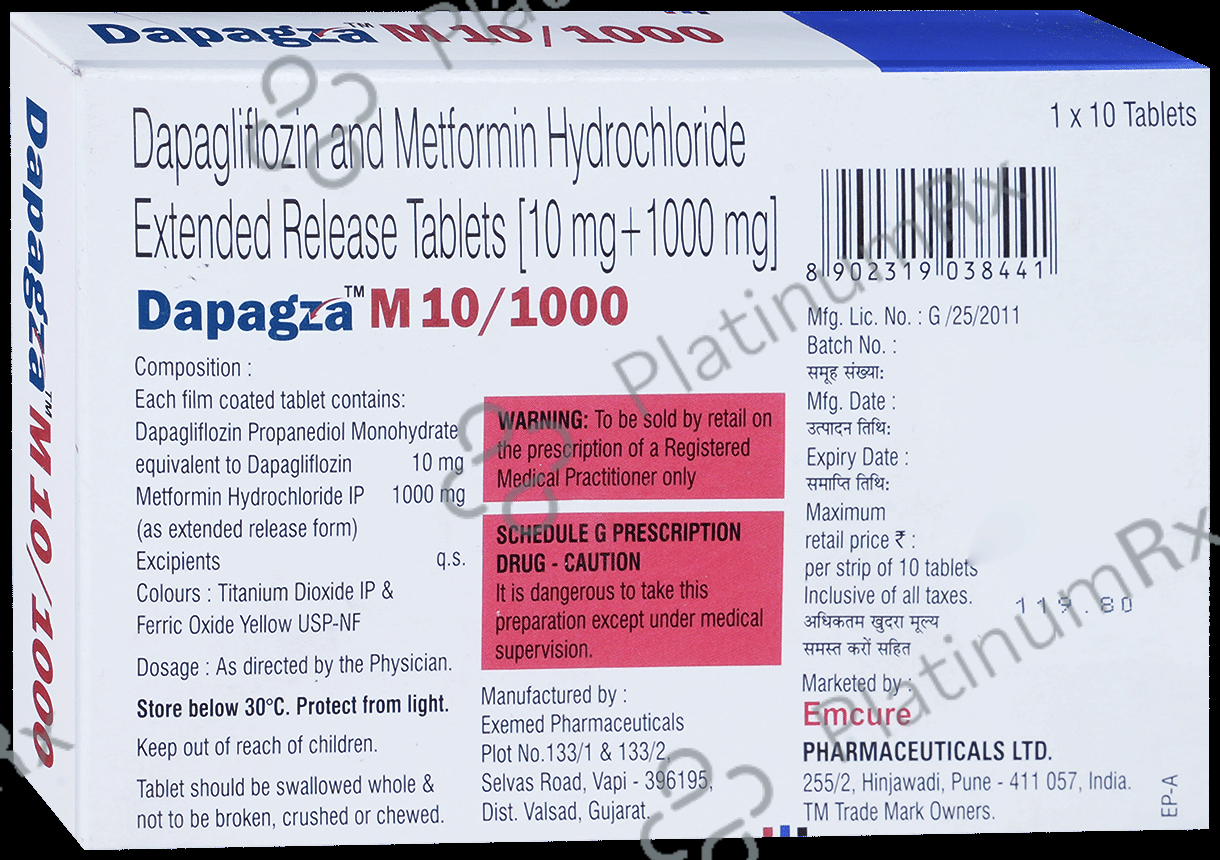 Dapagza™ M 10/1000
Dapagza™ M 10/1000
Dapagliflozin and Metformin Hydrochloride
Extended Release Tablets [10 mg+1000 mg]
Dapagza™ M 10/1000
Composition :
Each film coated tablet contains:
Dapagliflozin Propanediol Monohydrate
equivalent to Dapagliflozin 10 mg
Metformin Hydrochloride IP 1000 mg
(as extended release form)
Excipients q.s.
Colours : Titanium Dioxide IP &
Ferric Oxide Yellow USP-NF
Dosage : As directed by the Physician.
Store below 30°C. Protect from light.
Keep out of reach of children.
Tablet should be swallowed whole &
not to be broken, crushed or chewed.
WARNING: To be sold by retail on
the prescription of a Registered
Medical Practitioner only
SCHEDULE G PRESCRIPTION
DRUG - CAUTION
It is dangerous to take this
preparation except under medical
supervision.
Manufactured by :
Exemed Pharmaceuticals
Plot No.133/1 & 133/2,
Selvas Road, Vapi - 396195,
Dist. Valsad, Gujarat.
1 x 10 Tablets
8 902319 038441
Mfg. Lic. No. : G /25/2011
Batch No. :
समूह संख्या:
Mfg. Date :
उत्पादन तिथि:
Expiry Date :
समाप्ति तिथि:
Maximum
retail price ₹ :
per strip of 10 tablets
Inclusive of all taxes.
119.80
अधिकतम खुदरा मूल्य
समस्त करों सहित
Marketed by :
Emcure
PHARMACEUTICALS LTD.
255/2, Hinjawadi, Pune - 411 057, India.
TM Trade Mark Owners.
EP-A
PlatinumRx
PlatinumRx
PlatinumRx
Rx